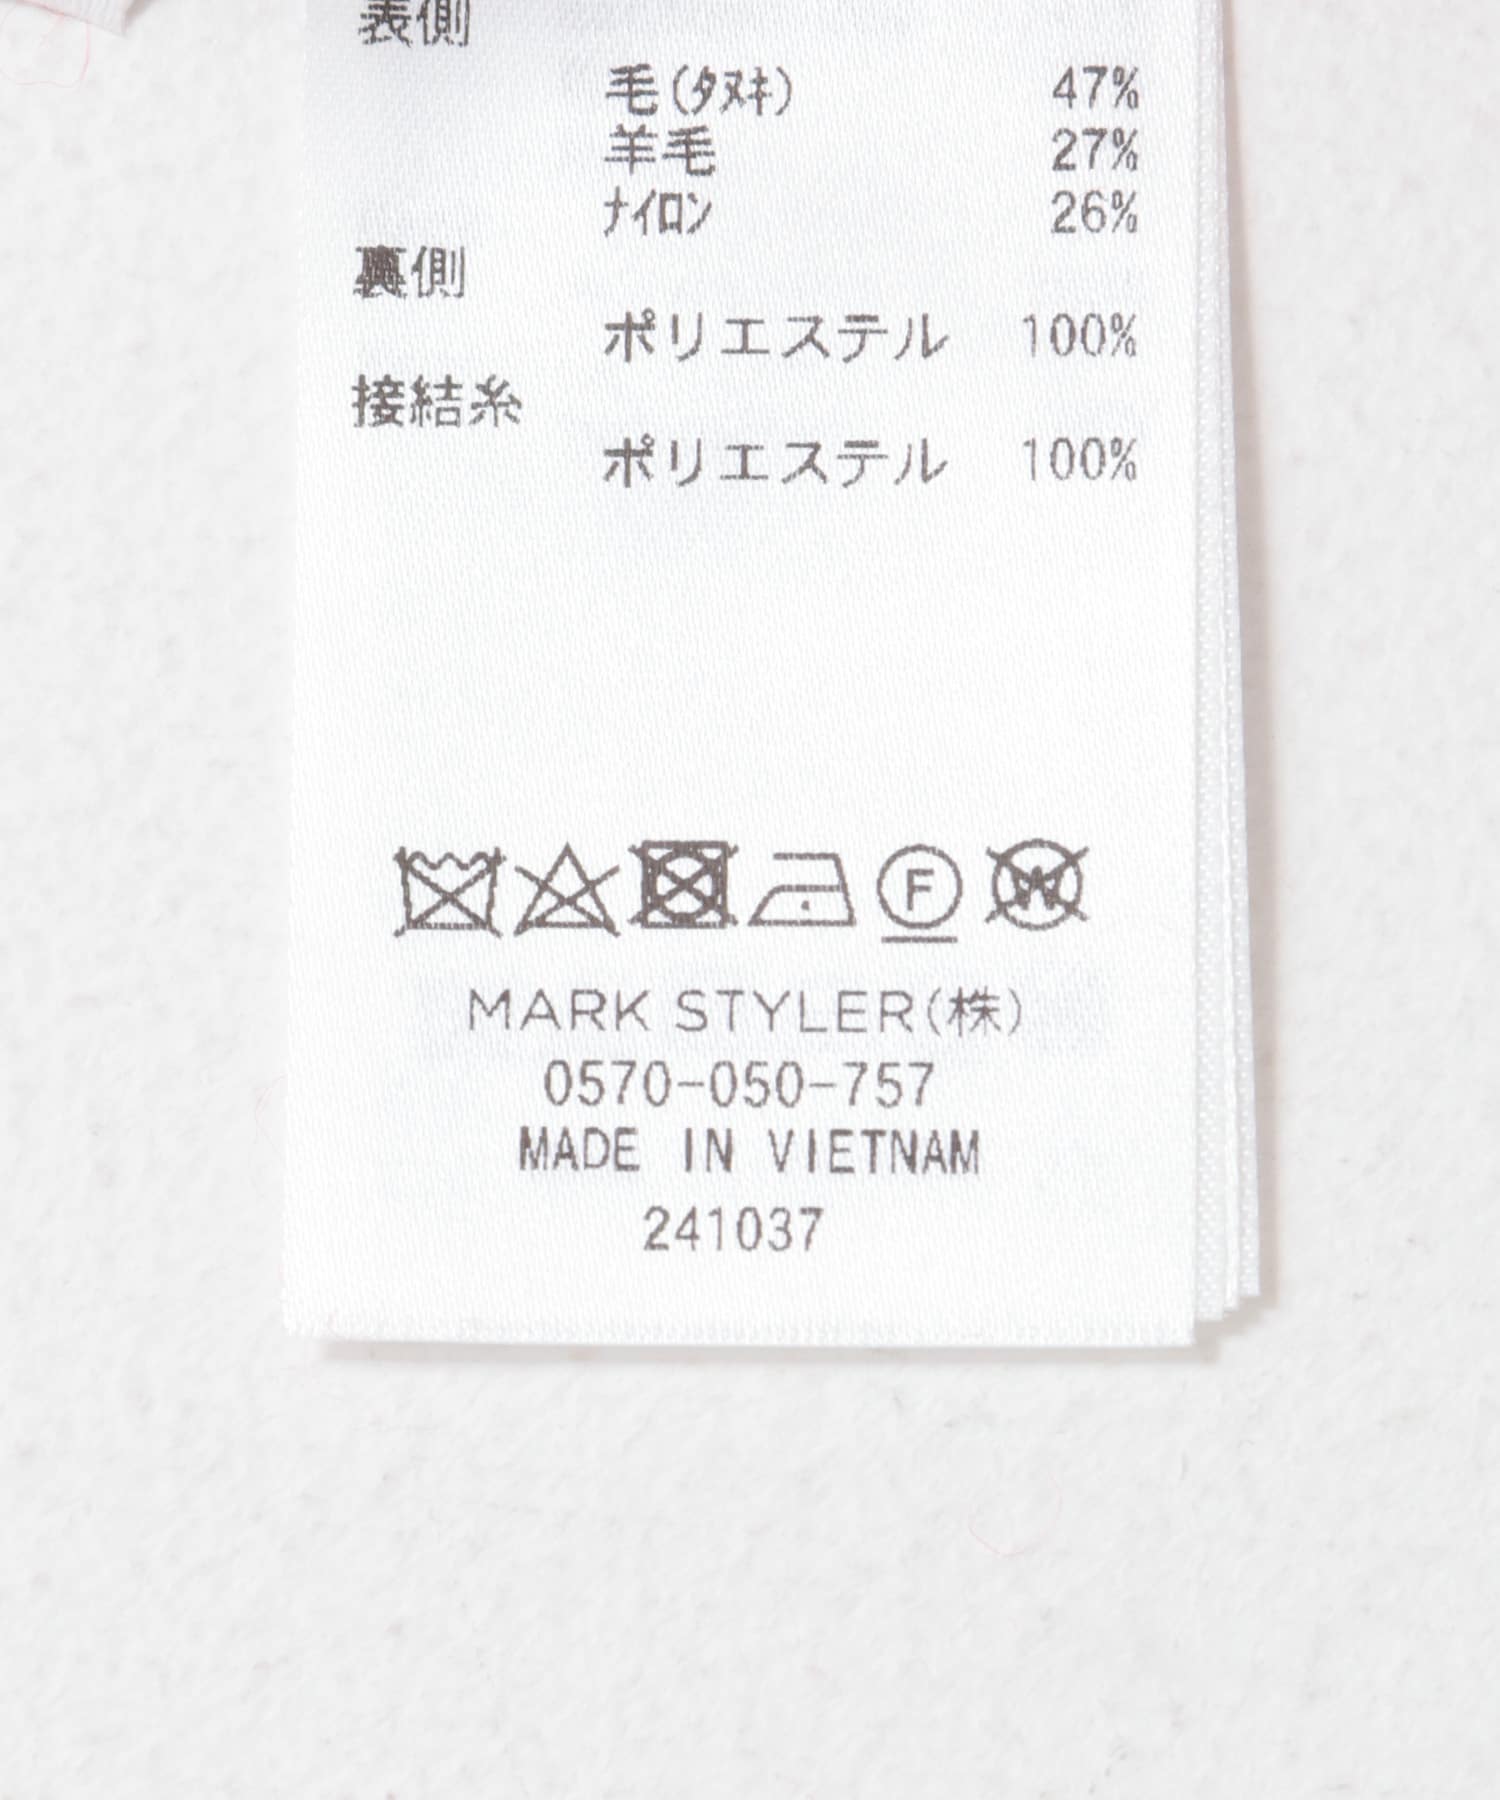 表側
毛(ﾀﾇｷ) 47%
羊毛 27%
ﾅｲﾛﾝ 26%
裏側
ポリエステル 100%
接結糸
ポリエステル 100%
F W
MARK STYLER(株)
0570-050-757
MADE IN VIETNAM
241037